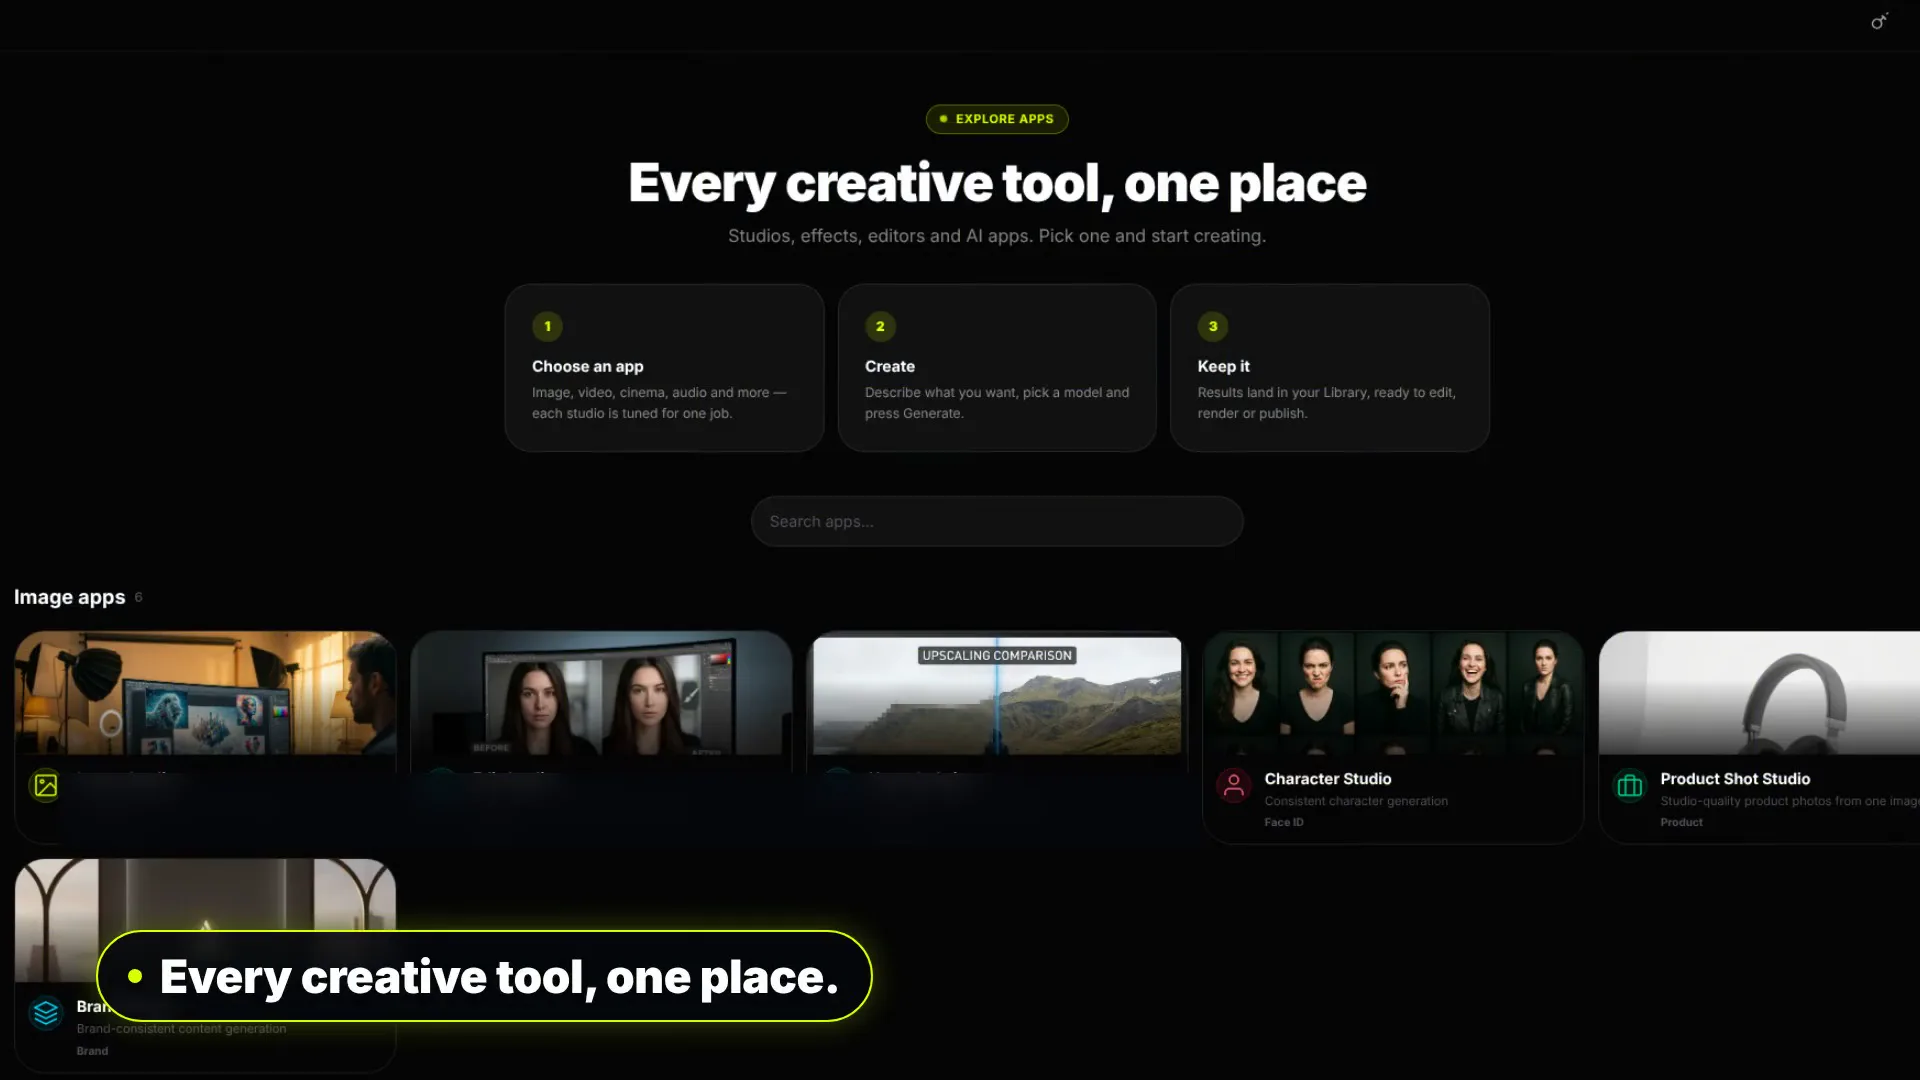 EXPLORE APPS
Every creative tool, one place
Studios, effects, editors and AI apps. Pick one and start creating.
1
Choose an app
Image, video, cinema, audio and more —
each studio is tuned for one job.
2
Create
Describe what you want, pick a model and
press Generate.
3
Keep it
Results land in your Library, ready to edit,
render or publish.
Search apps...
Image apps 6
BEFORE
AFTER
UPSCALING COMPARISON
Character Studio
Consistent character generation
Face ID
Product Shot Studio
Studio-quality product photos from one image
Product
Every creative tool, one place.
Brand-consistent content generation
Brand